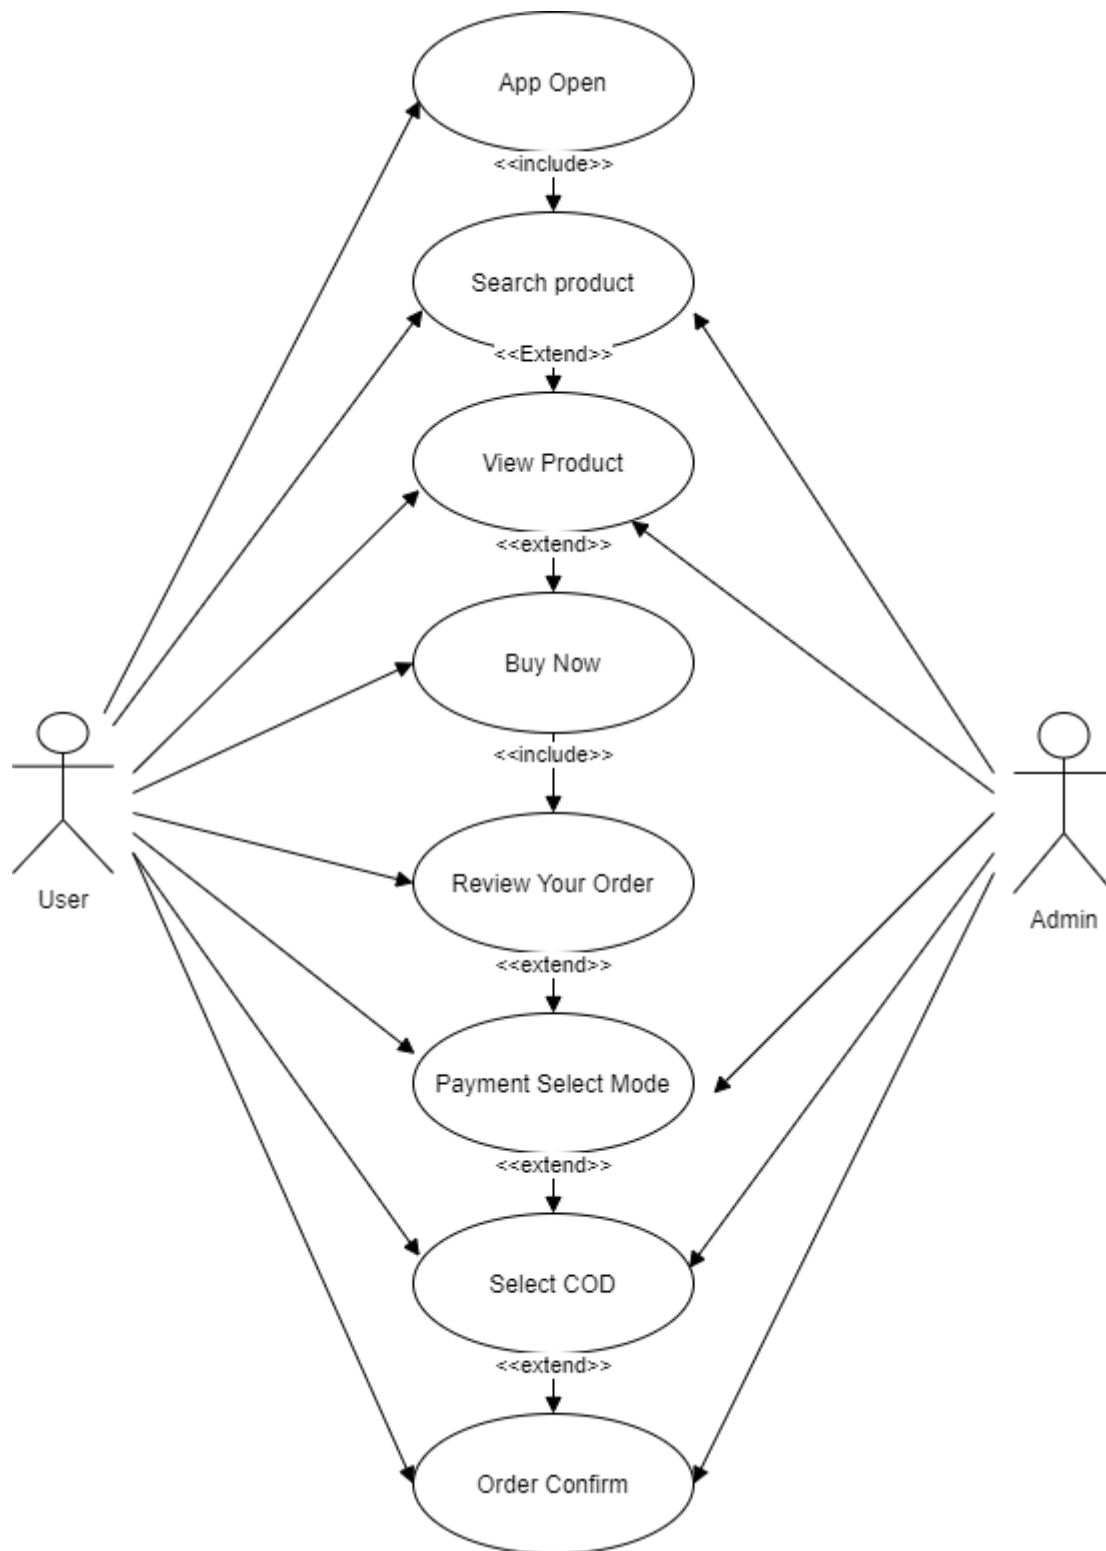 App Open
<<include>>
Search product
<<Extend>>
View Product
<<extend>>
Buy Now
<<include>>
Review Your Order
User
Admin
<<extend>>
Payment Select Mode
<<extend>>
Select COD
<<extend>>
Order Confirm